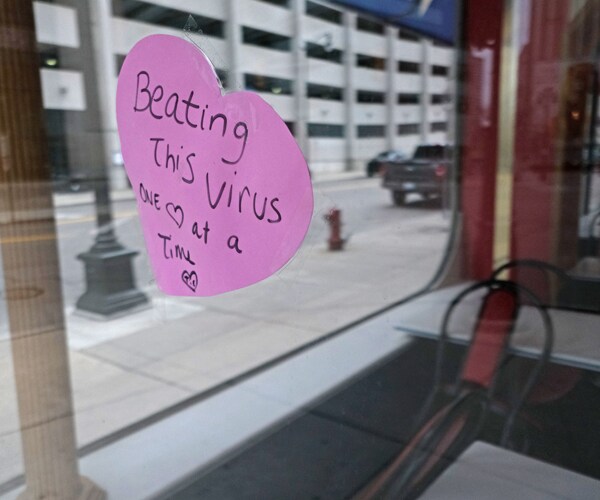 Beating
This virus
ONE ♡ at a
Time